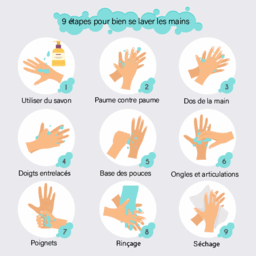 9 étapes pour bien se laver les mains
1
Utiliser du savon
2
Paume contre paume
3
Dos de la main
4
Doigts entrelacés
5
Base des pouces
6
Ongles et articulations
7
Poignets
8
Rinçage
9
Séchage